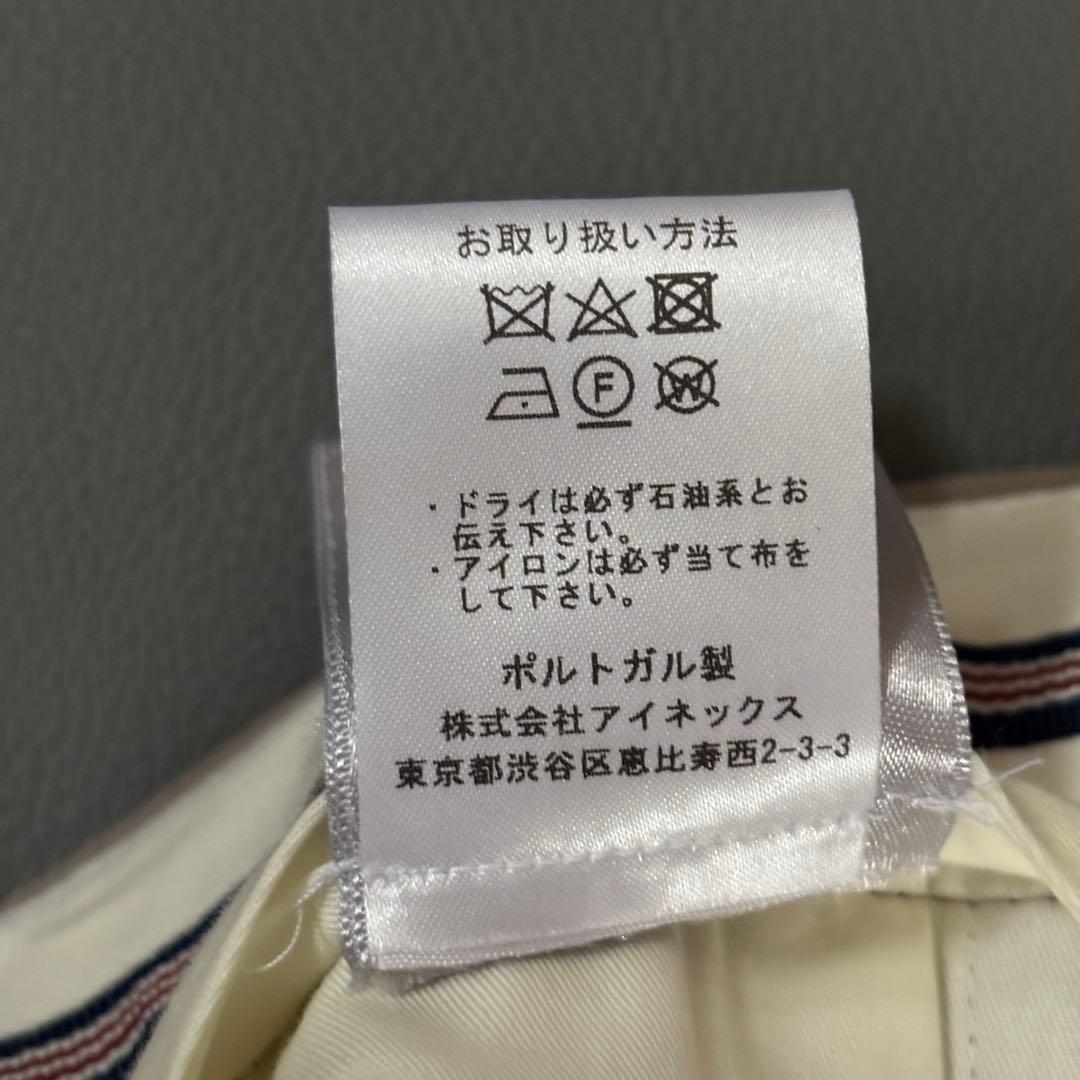 お取り扱い方法
F W
・ドライは必ず石油系とお
伝え下さい。
・アイロンは必ず当て布を
して下さい。
ポルトガル製
株式会社アイネックス
東京都渋谷区恵比寿西2-3-3